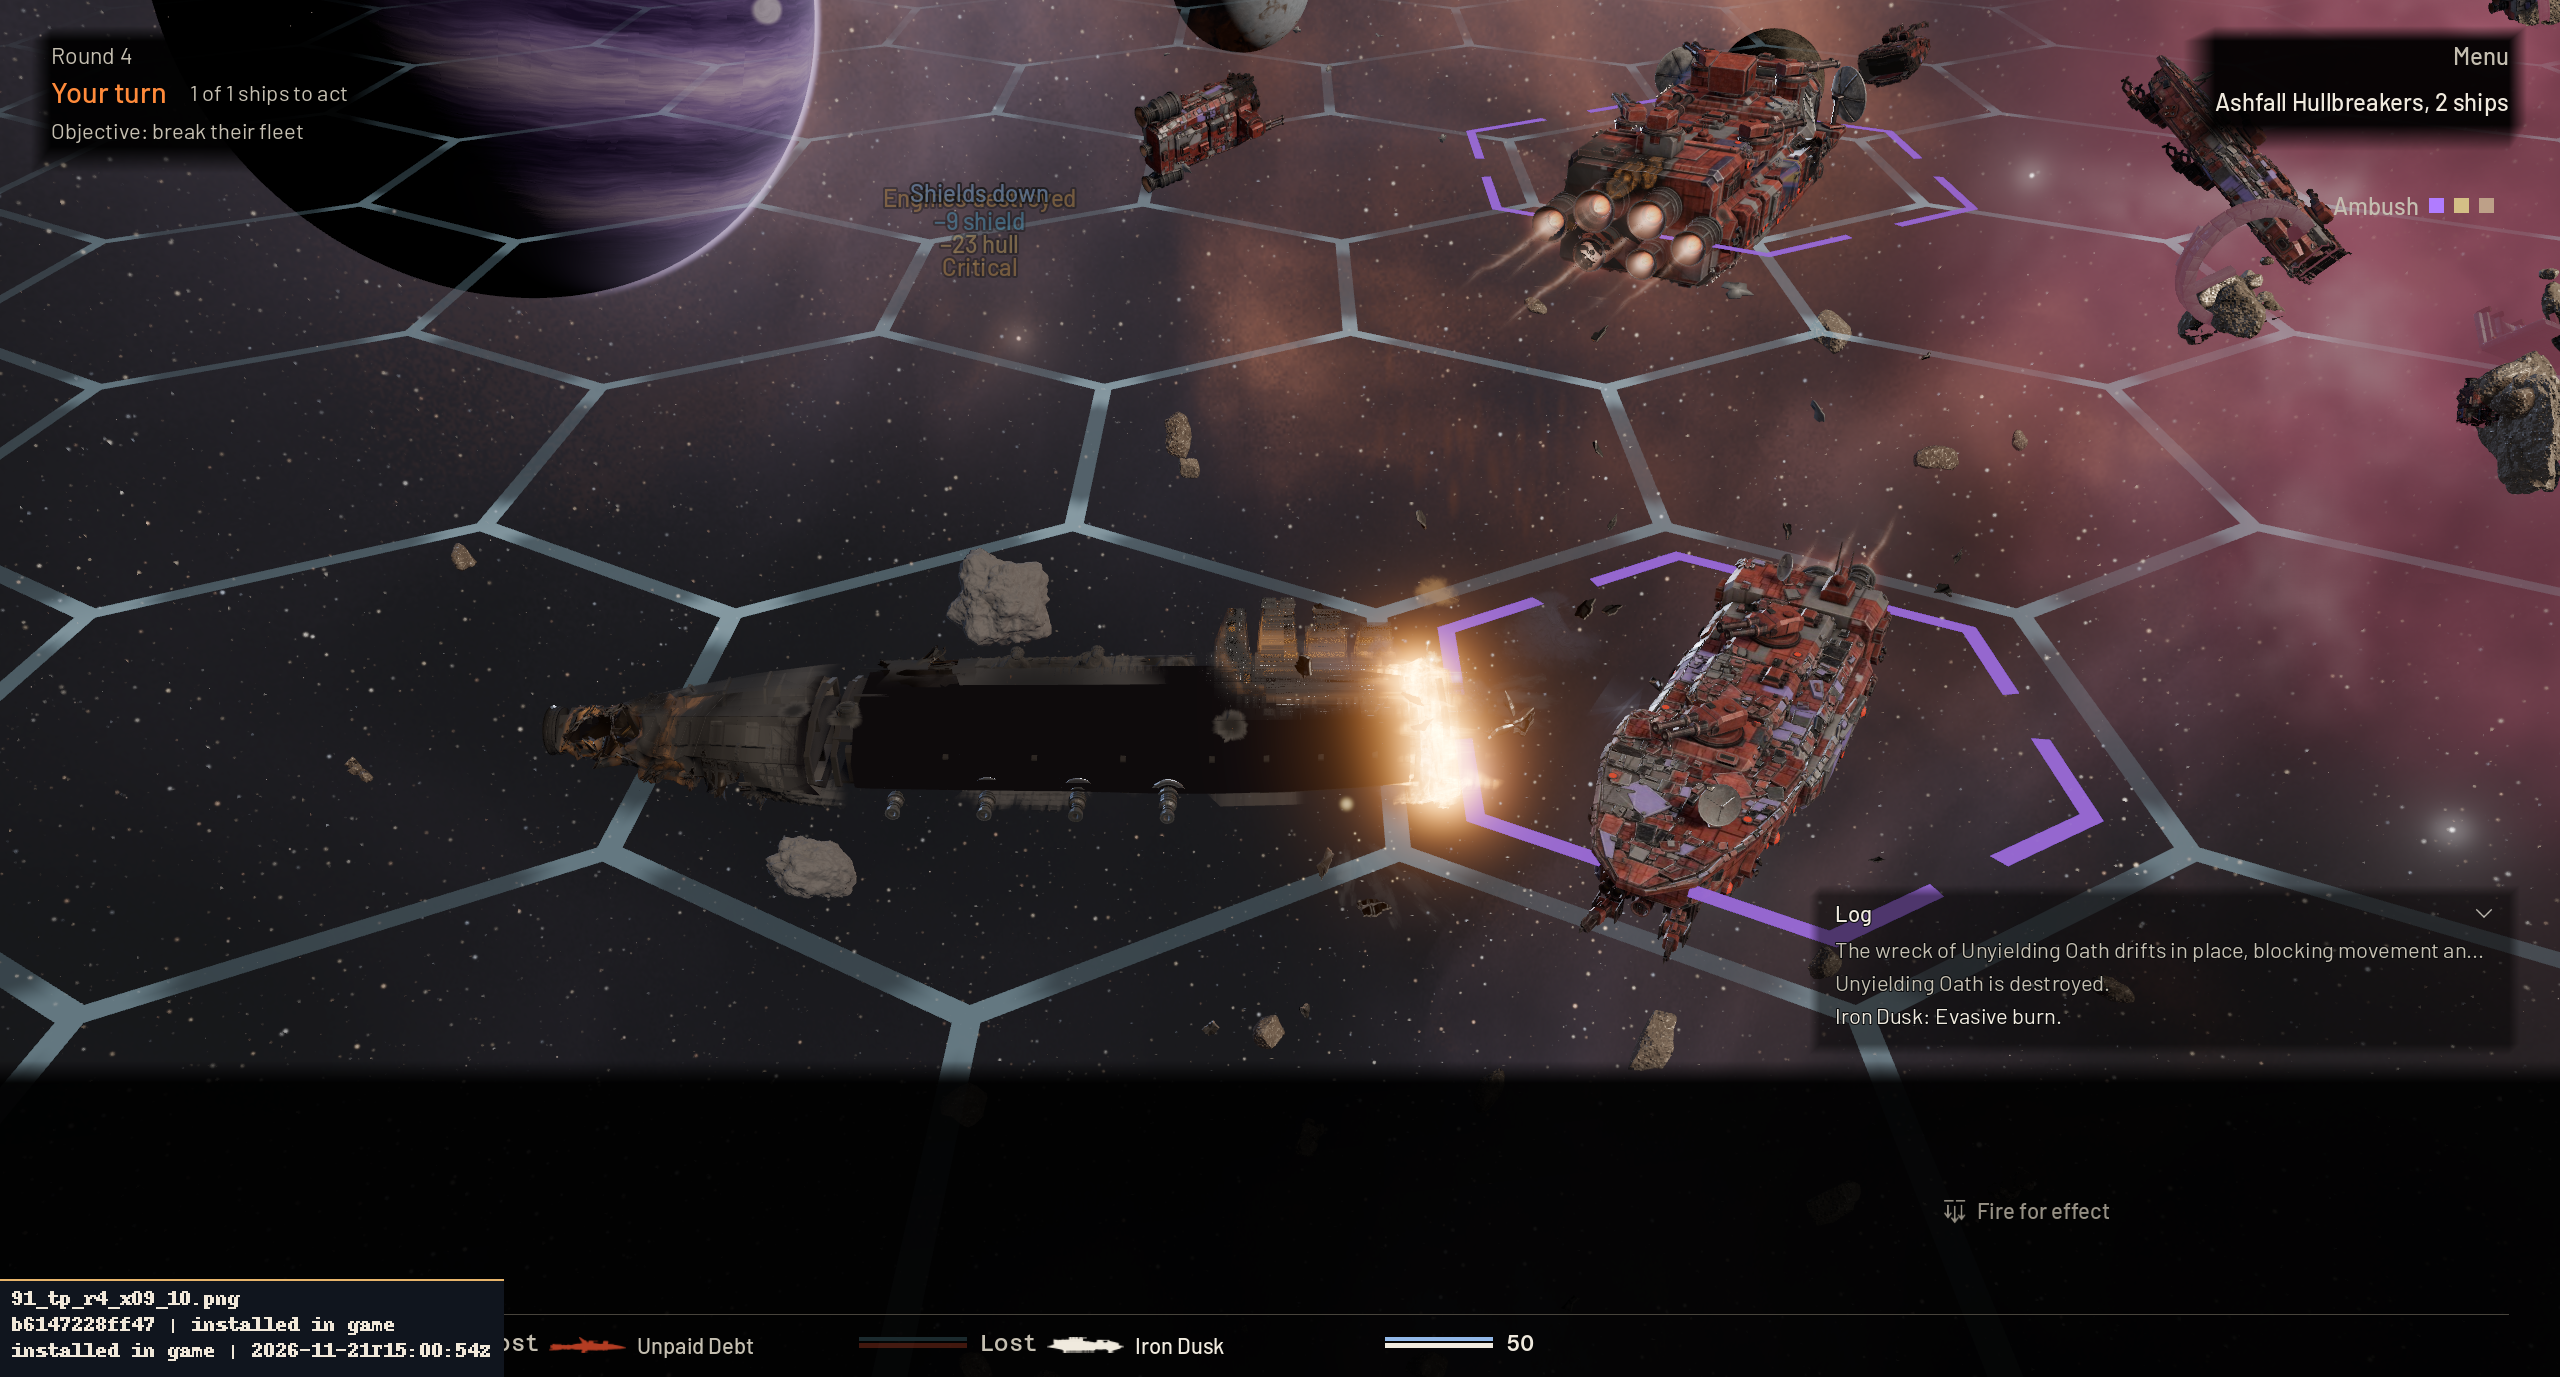 Round 4
Your turn 1 of 1 ships to act
Objective: break their fleet
Menu
Ashfall Hullbreakers, 2 ships
Ambush
Shields down
Engines destroyed
-9 shield
-23 hull
Critical
Log
The wreck of Unyielding Oath drifts in place, blocking movement an...
Unyielding Oath is destroyed.
Iron Dusk: Evasive burn.
Fire for effect
Unpaid Debt Lost Iron Dusk 50
91_tp_r4_x09_10.png
b6147228ff47 | installed in game
installed in game | 2026-11-21r15:00:54z